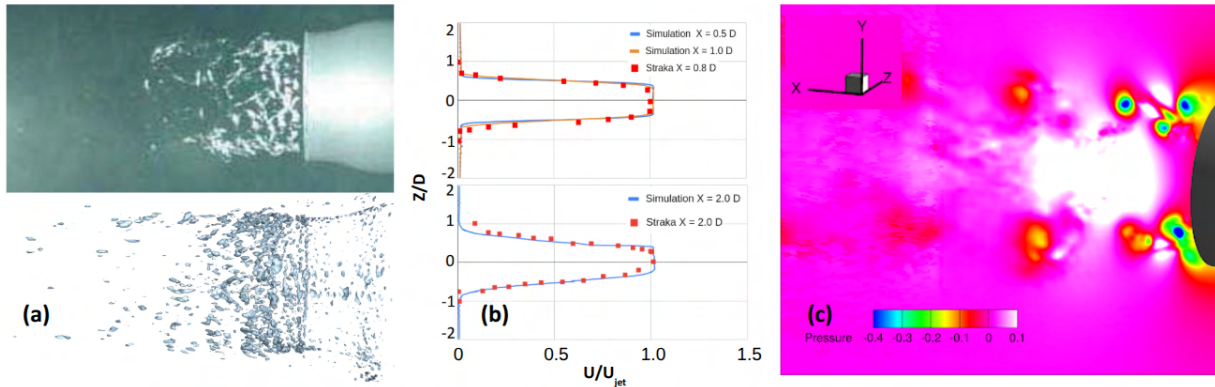 (a)
2
1
0
-1
-2
Simulation X = 0.5 D
Simulation X = 1.0 D
Straka X = 0.8 D
Z/D
2
1
0
-1
-2
Simulation X = 2.0 D
Straka X = 2.0 D
(b)
0 0.5 1.0 1.5
U/Ujet
Y
X
Z
(c)
Pressure -0.4 -0.3 -0.2 -0.1 0 0.1